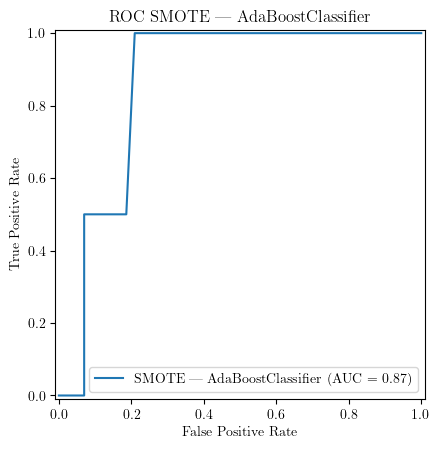 ROC SMOTE — AdaBoostClassifier
1.0
0.8
0.6
0.4
0.2
0.0
True Positive Rate
SMOTE — AdaBoostClassifier (AUC = 0.87)
0.0 0.2 0.4 0.6 0.8 1.0
False Positive Rate